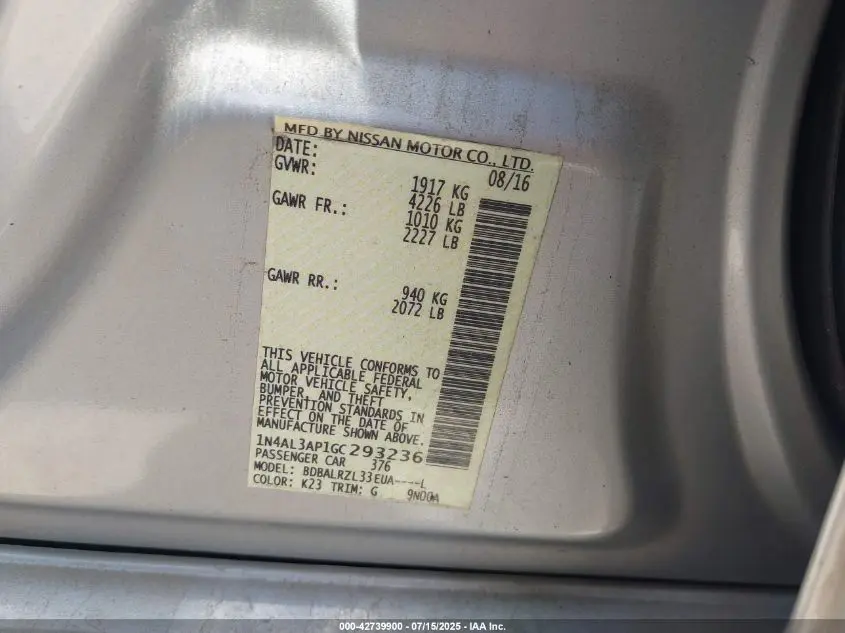 MFD BY NISSAN MOTOR CO., LTD.
DATE: 08/16
GVWR: 1917 KG
4226 LB
GAWR FR.: 1010 KG
2227 LB
GAWR RR.: 940 KG
2072 LB
THIS VEHICLE CONFORMS TO
ALL APPLICABLE FEDERAL
MOTOR VEHICLE SAFETY,
BUMPER, AND THEFT
PREVENTION STANDARDS IN
EFFECT ON THE DATE OF
MANUFACTURE SHOWN ABOVE.
1N4AL3AP1GC293236
PASSENGER CAR 376
MODEL: BDBALRZL33EUA----L
COLOR: K23 TRIM: G 9N00A
000-42739900 - 07/15/2025 - IAA Inc.